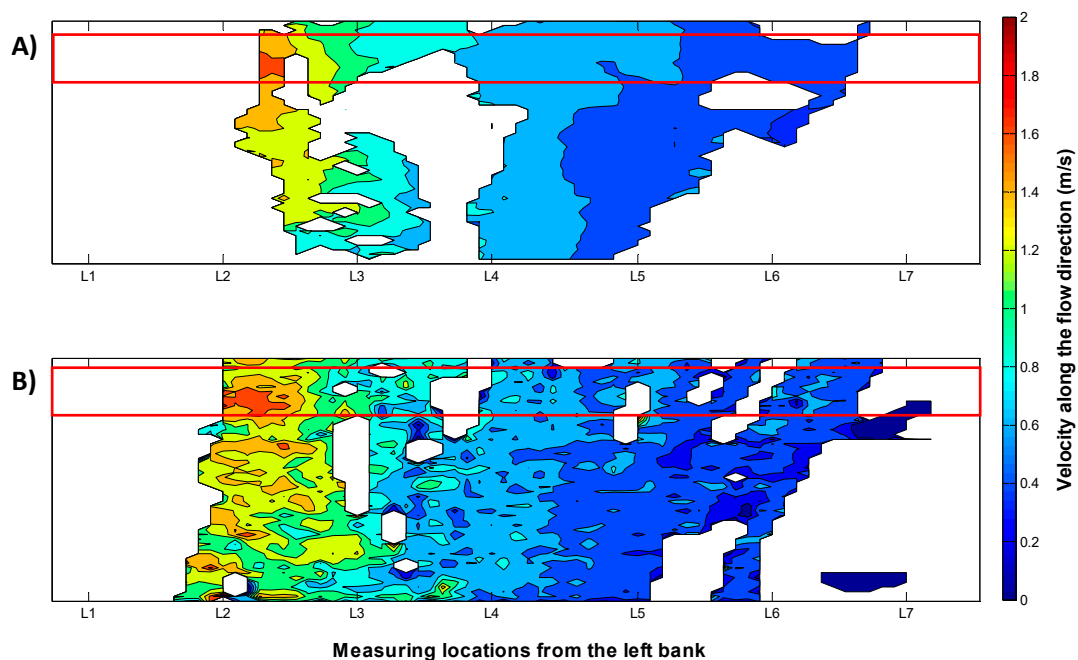 A)
L1 L2 L3 L4 L5 L6 L7
B)
L1 L2 L3 L4 L5 L6 L7
Measuring locations from the left bank
2
1.8
1.6
1.4
1.2
1
0.8
0.6
0.4
0.2
0
Velocity along the flow direction (m/s)